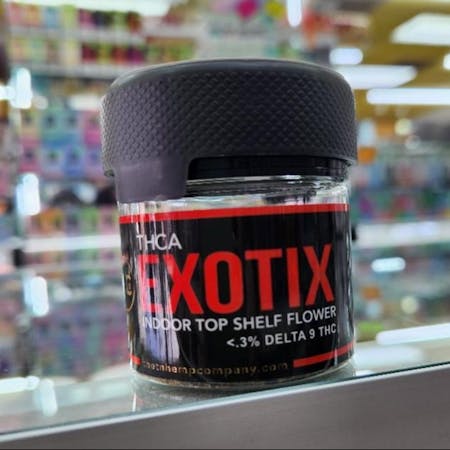 THCA
EXOTIX
INDOOR TOP SHELF FLOWER
<.3% DELTA 9 THC